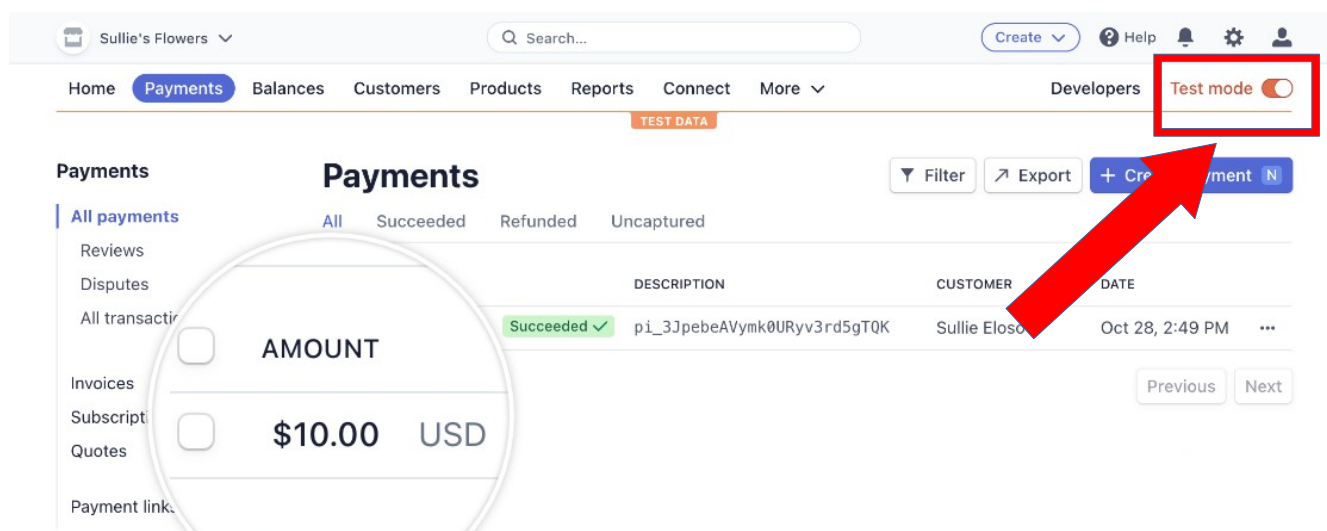 Sullie's Flowers
Search...
Create
Help
Home Payments Balances Customers Products Reports Connect More
Developers Test mode
TEST DATA
Payments
All payments
Reviews
Disputes
Invoices
Quotes
Payment
Payments
Filter Export
+ N
All Succeeded Refunded Uncaptured
DESCRIPTION CUSTOMER DATE
Succeeded pi_3JpebeAVymk0URyv3rd5gTQK Sullie Oct 28, 2:49 PM ...
AMOUNT
$10.00 USD
Previous Next